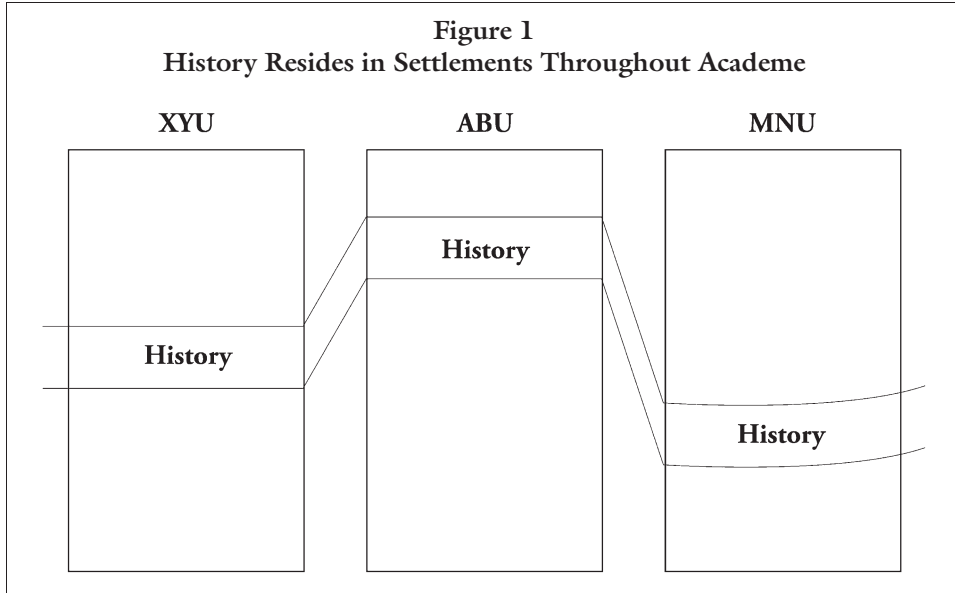 Figure 1
History Resides in Settlements Throughout Academe
XYU ABU MNU
History
History
History